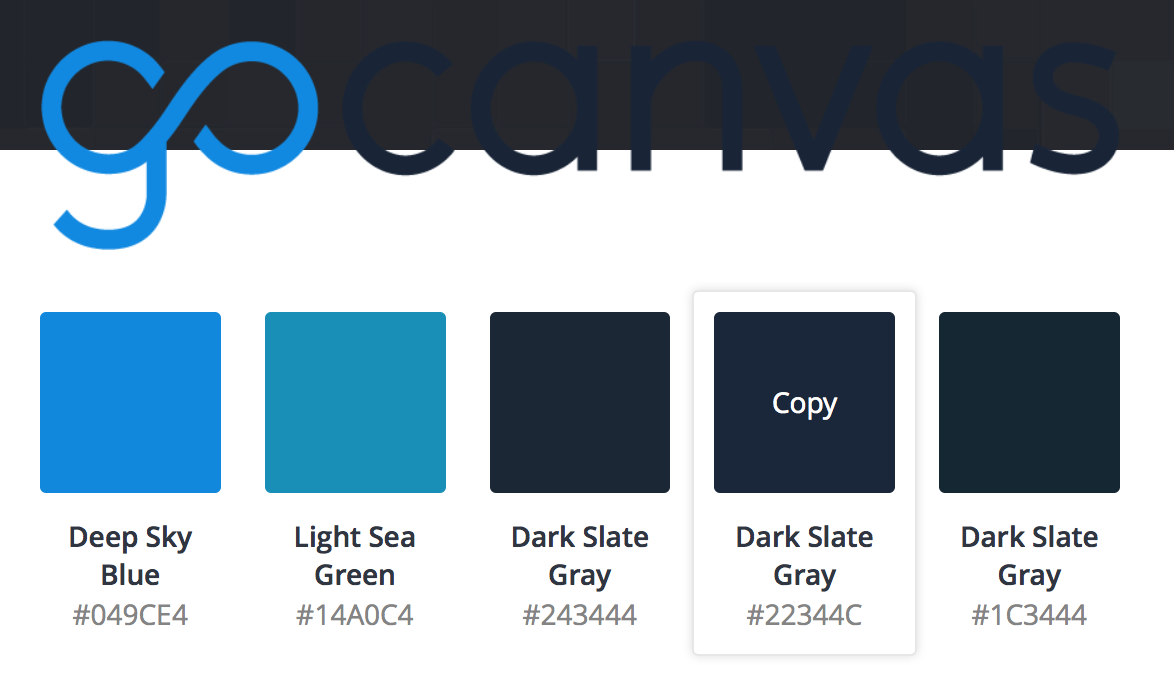 gocanvas
Copy
Deep Sky Blue
#049CE4
Light Sea Green
#14A0C4
Dark Slate Gray
#243444
Dark Slate Gray
#22344C
Dark Slate Gray
#1C3444